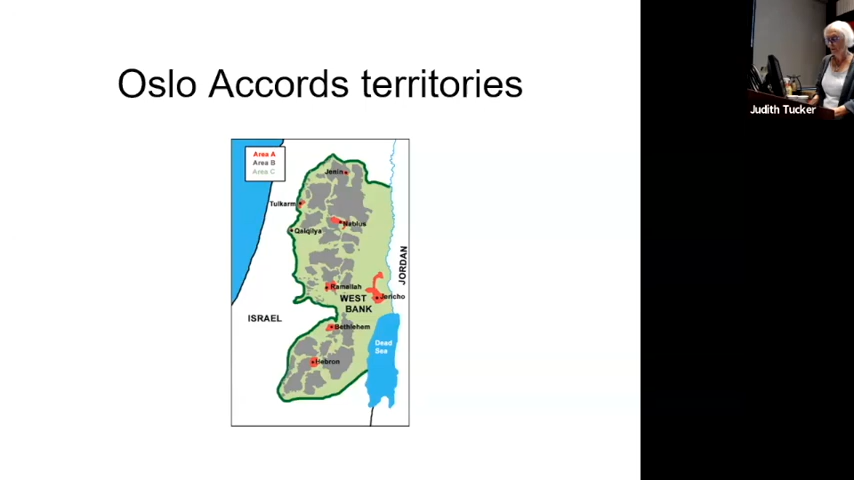 Oslo Accords territories
Judith Tucker
Area A
Area B
Area C
Jenin
Tulkarm
Nablus
Qalqilya
JORDAN
Ramallah
WEST
BANK
Jericho
ISRAEL
Bethlehem
Dead
Sea
Hebron